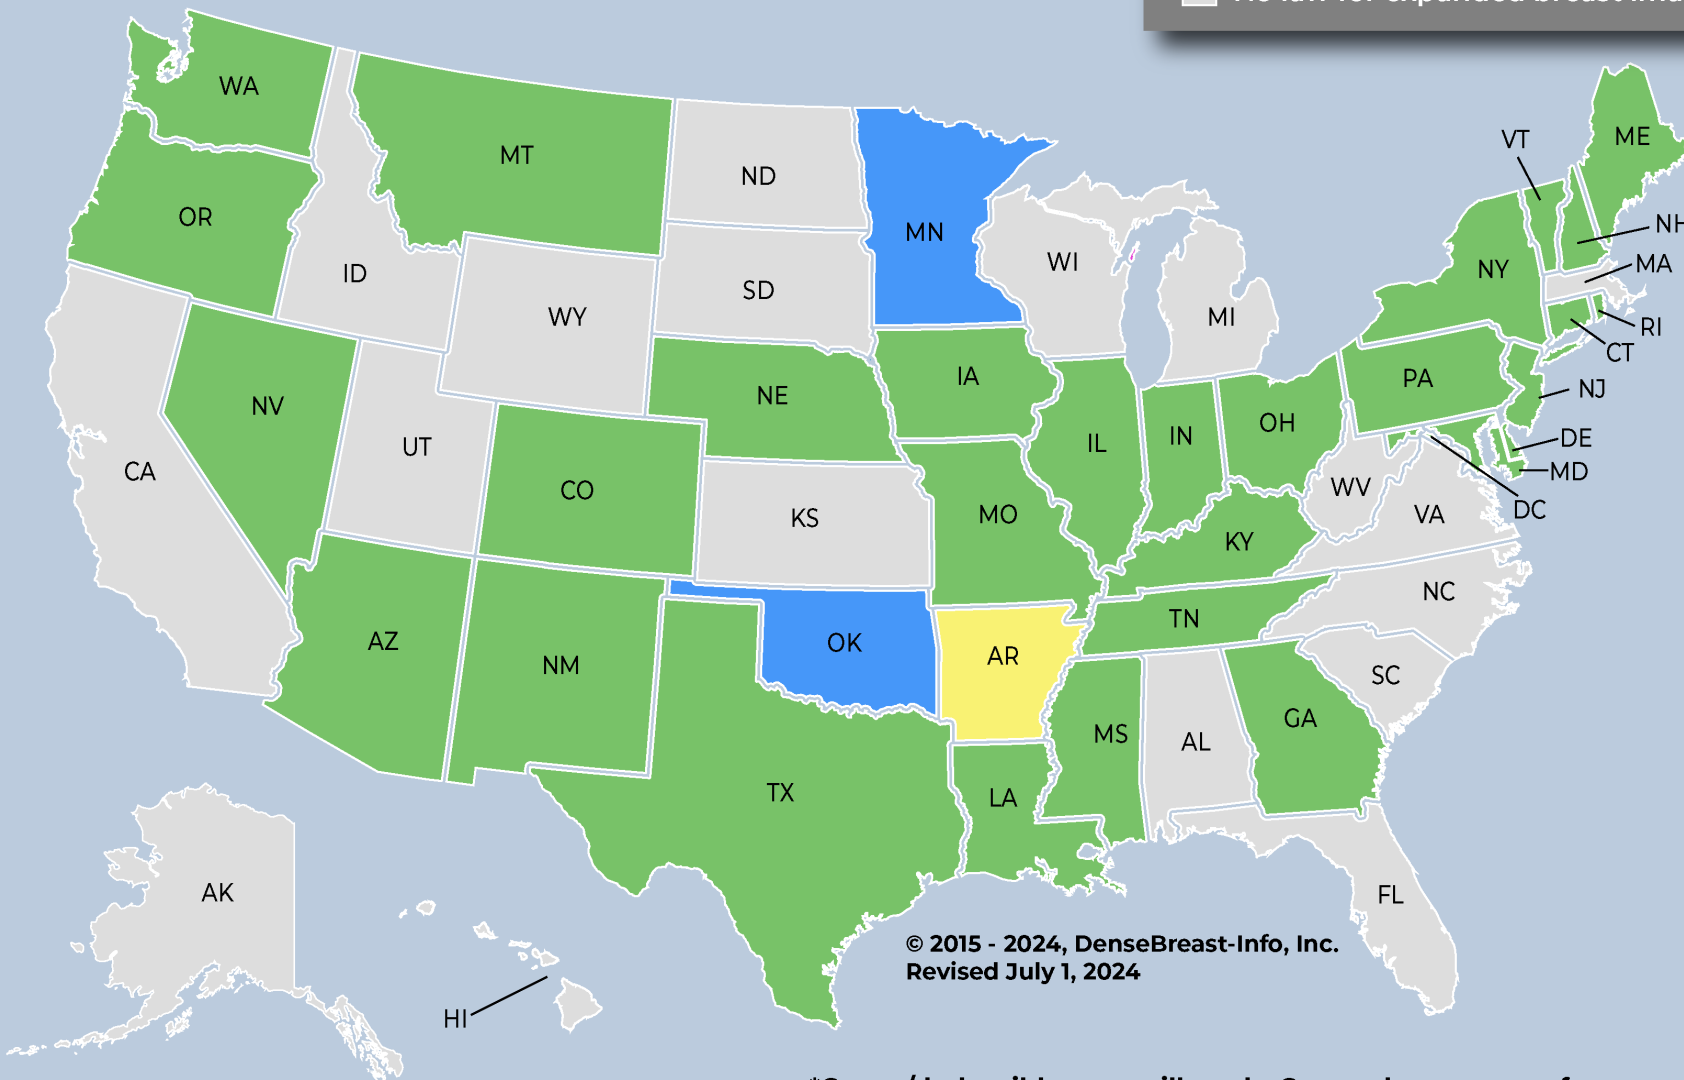 WA
MT
ND
MN
VT
ME
OR
ID
WY
SD
WI
MI
NY
NH
MA
RI
CT
NV
UT
CO
NE
IA
IL
IN
OH
PA
NJ
DE
MD
DC
CA
KS
MO
KY
WV
VA
AZ
NM
OK
AR
TN
NC
SC
TX
LA
MS
AL
GA
FL
AK
HI
© 2015 - 2024, DenseBreast-Info, Inc.
Revised July 1, 2024